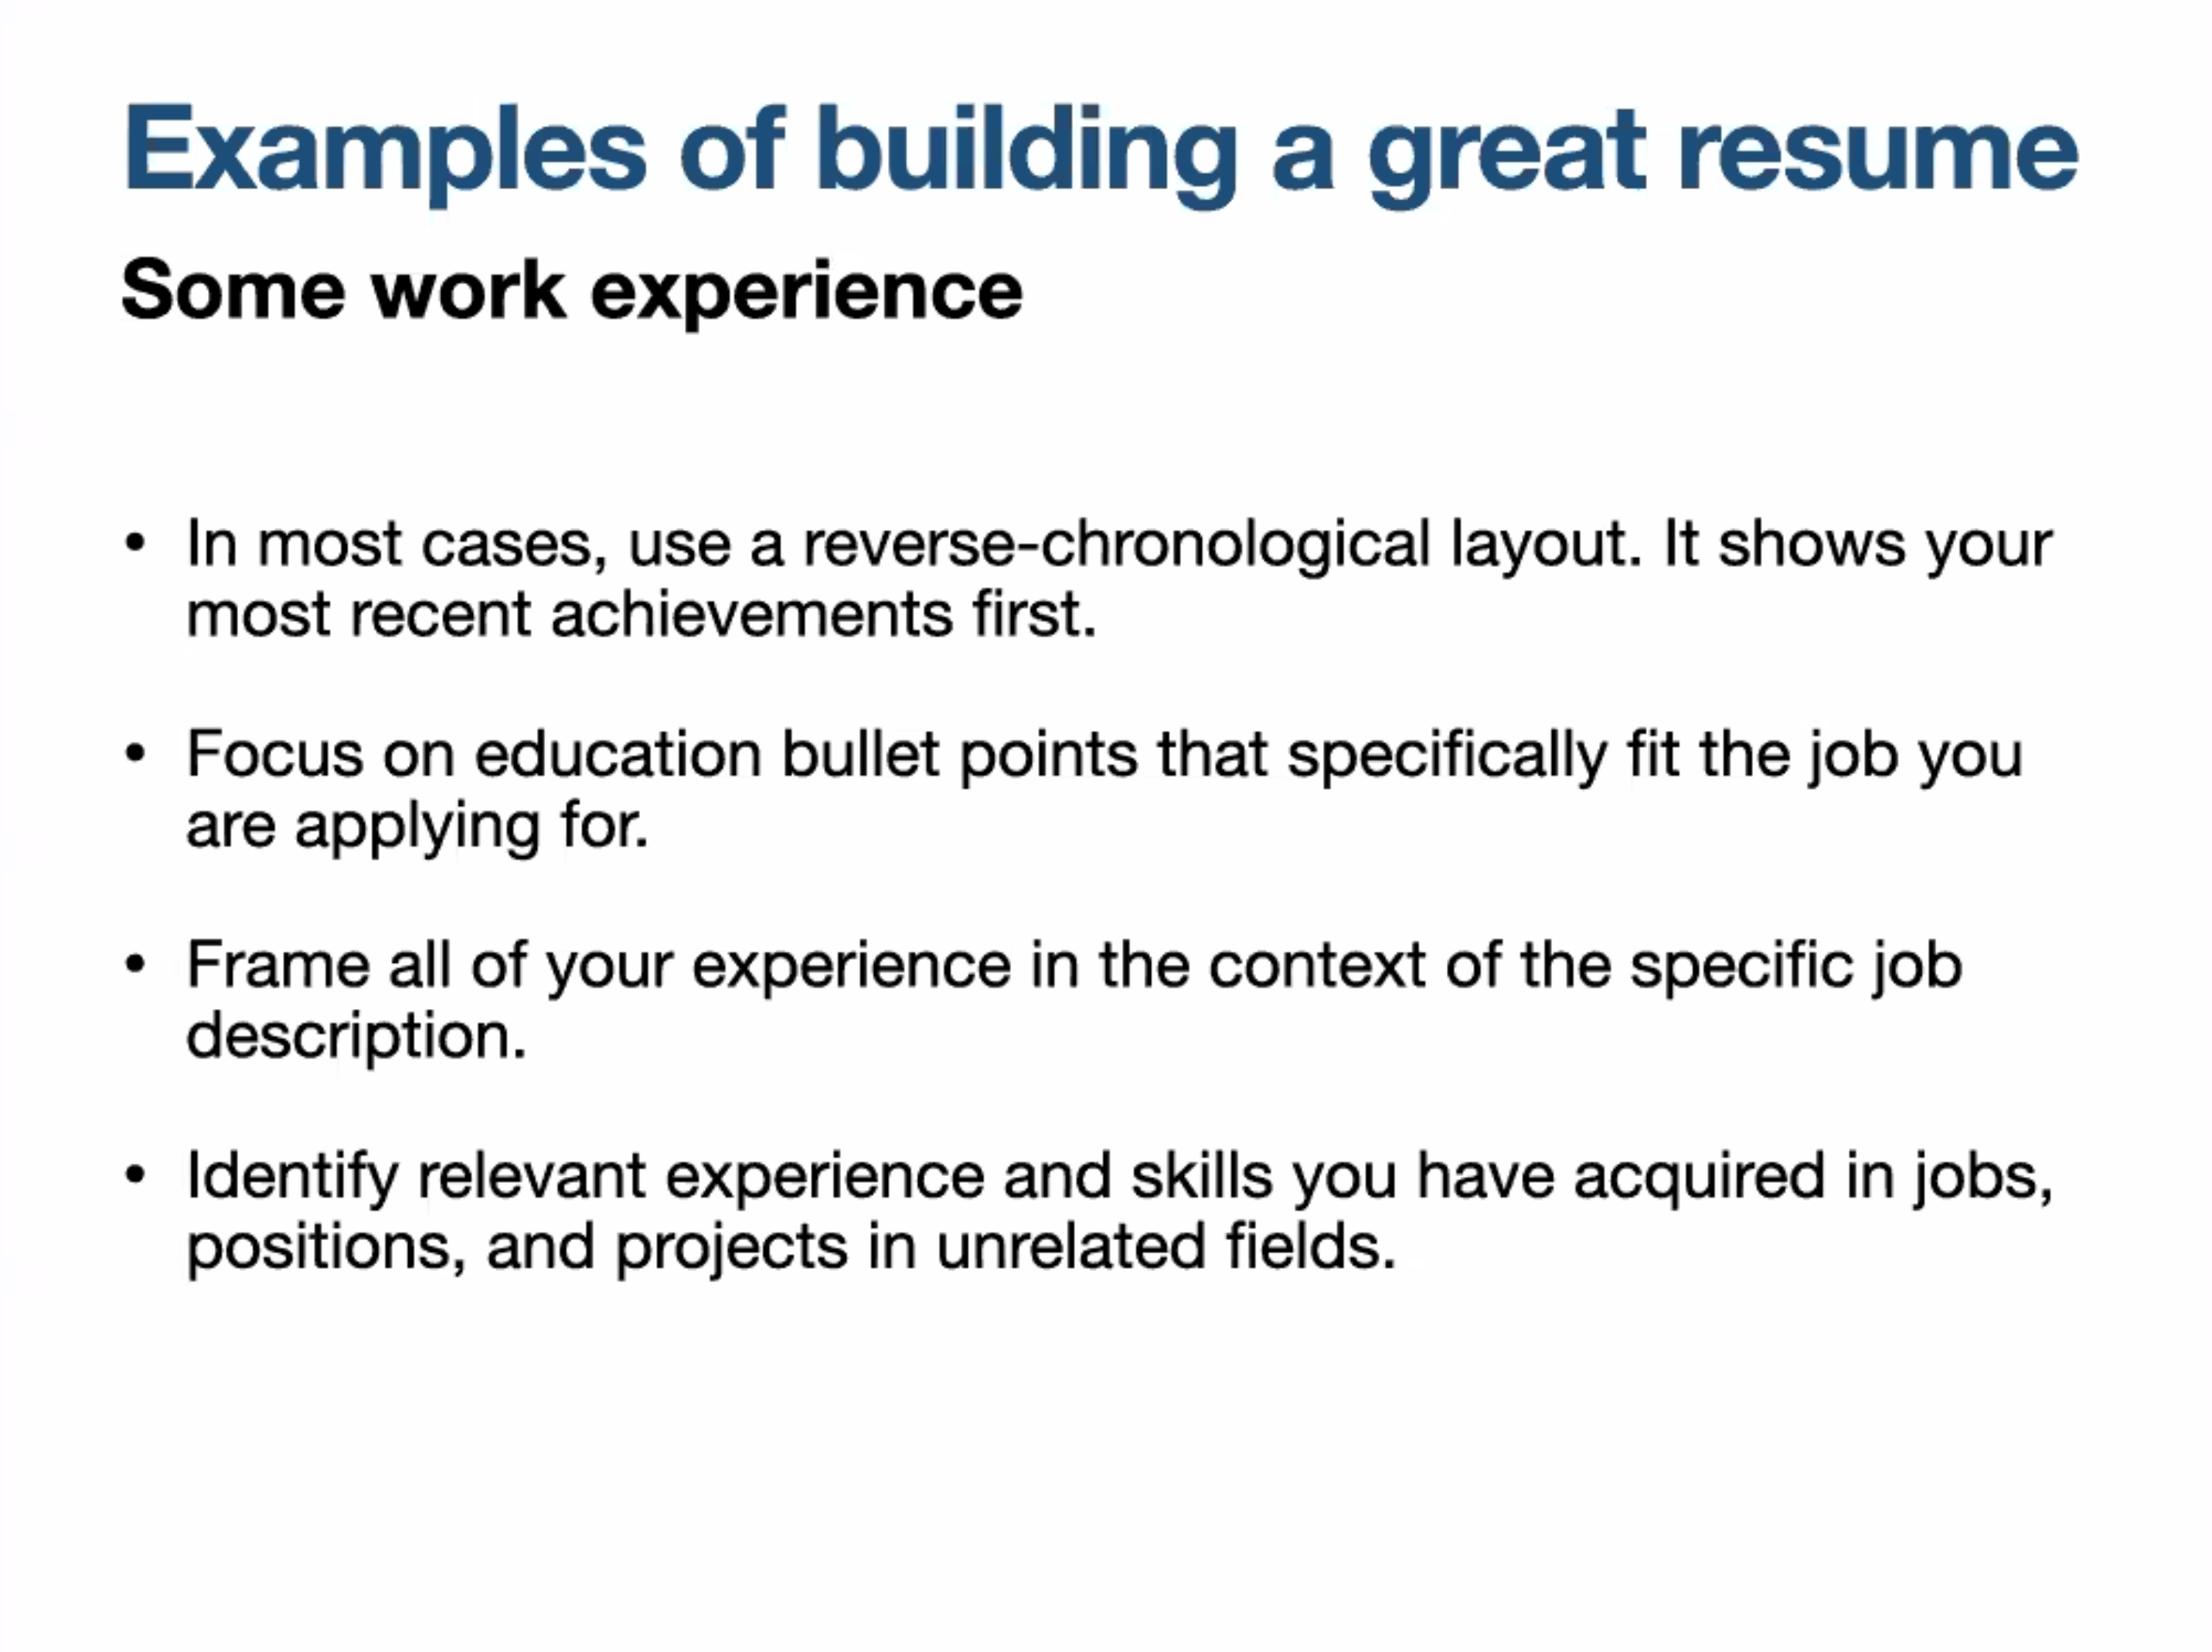 Examples of building a great resume
Some work experience
• In most cases, use a reverse-chronological layout. It shows your
most recent achievements first.
• Focus on education bullet points that specifically fit the job you
are applying for.
• Frame all of your experience in the context of the specific job
description.
• Identify relevant experience and skills you have acquired in jobs,
positions, and projects in unrelated fields.